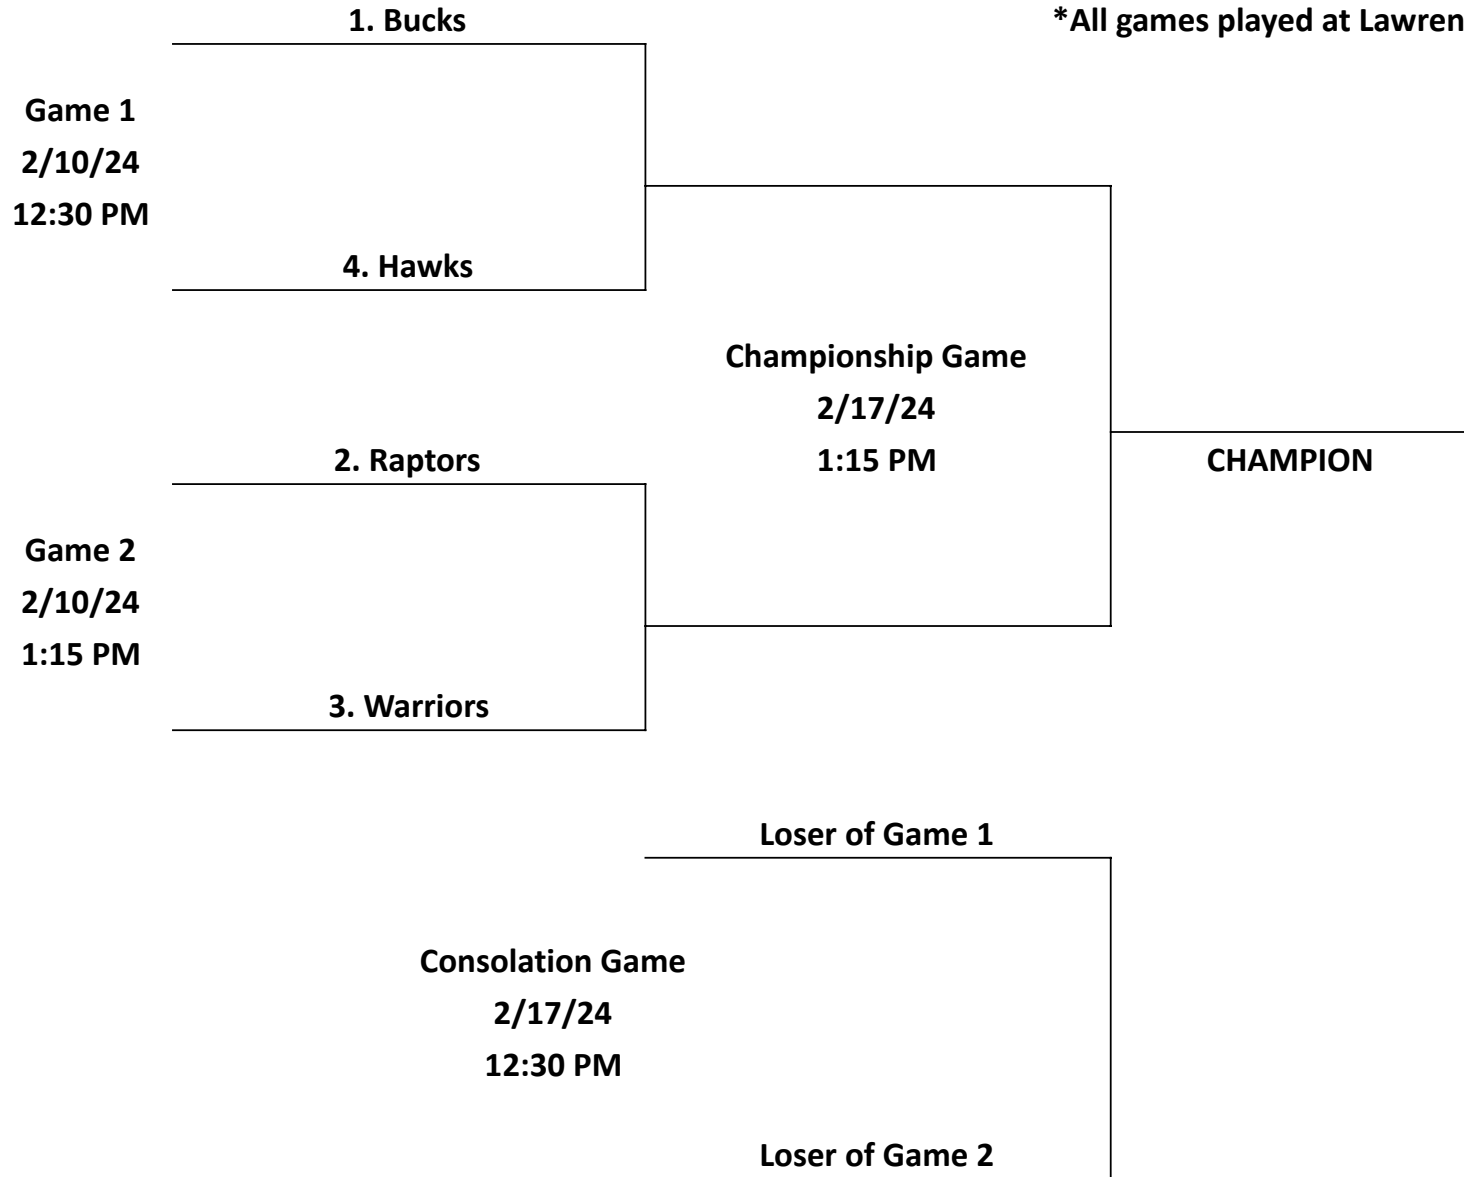 1. Bucks
*All games played at Lawren
Game 1
2/10/24
12:30 PM
4. Hawks
Championship Game
2/17/24
1:15 PM
2. Raptors
CHAMPION
Game 2
2/10/24
1:15 PM
3. Warriors
Loser of Game 1
Consolation Game
2/17/24
12:30 PM
Loser of Game 2